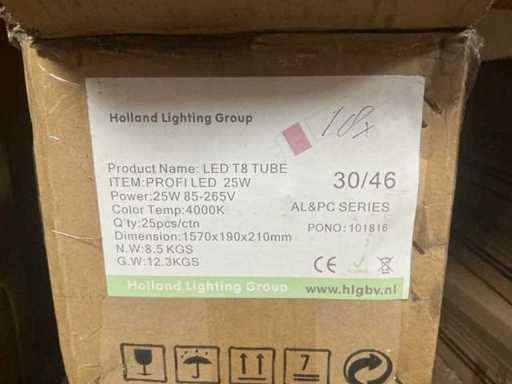 Holland Lighting Group
18x
Product Name: LED T8 TUBE
ITEM:PROFI LED 25W
30/46
Power:25W 85-265V
Color Temp:4000K
AL&PC SERIES
Q'ty:25pcs/ctn
PONO:101816
Dimension:1570x190x210mm
N.W:8.5 KGS
G.W:12.3KGS
CE
Holland Lighting Group
www.hlgbv.nl
7